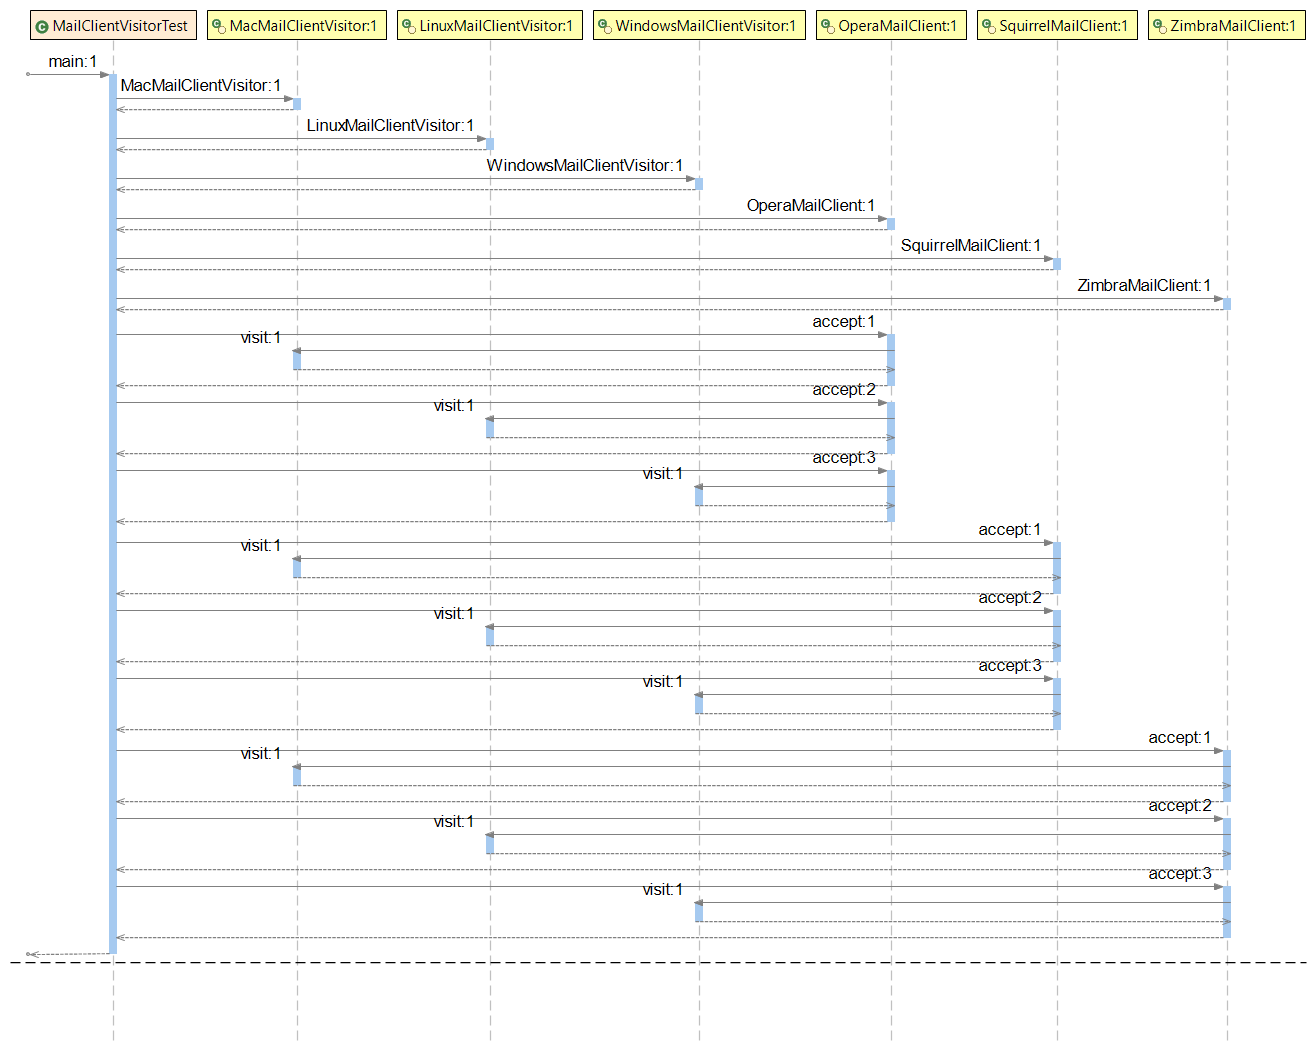 MailClientVisitorTest
MacMailClientVisitor:1
LinuxMailClientVisitor:1
WindowsMailClientVisitor:1
OperaMailClient:1
SquirrelMailClient:1
ZimbraMailClient:1
main:1
MacMailClientVisitor:1
LinuxMailClientVisitor:1
WindowsMailClientVisitor:1
OperaMailClient:1
SquirrelMailClient:1
ZimbraMailClient:1
accept:1
visit:1
accept:2
visit:1
accept:3
visit:1
accept:1
visit:1
accept:2
visit:1
accept:3
visit:1
accept:1
visit:1
accept:2
visit:1
accept:3
visit:1